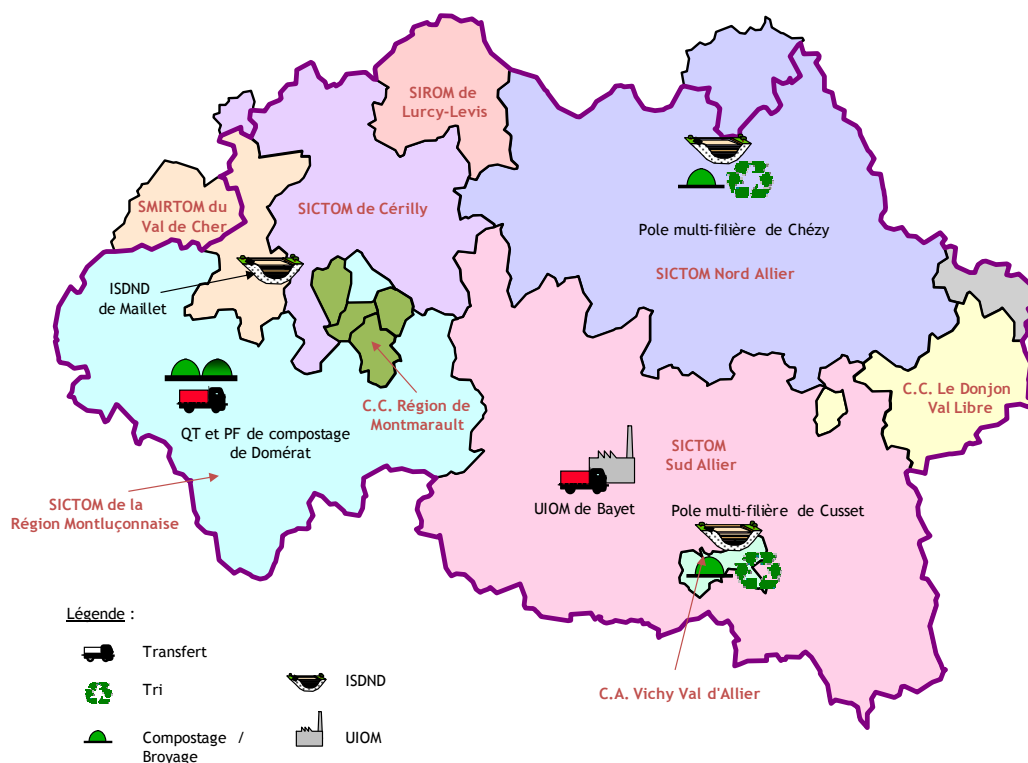 SIROM de
Lurcy-Levis
SMIRTOM du
Val de Cher
SICTOM de Cérilly
Pole multi-filière de Chézy
SICTOM Nord Allier
ISDND
de Maillet
C.C. Le Donjon
Val Libre
C.C. Région de
Montmarault
QT et PF de compostage
de Domérat
SICTOM
Sud Allier
SICTOM de la
Région Montluçonnaise
UIOM de Bayet
Pole multi-filière de Cusset
C.A. Vichy Val d'Allier
Légende :
Transfert
Tri
Compostage /
Broyage
ISDND
UIOM